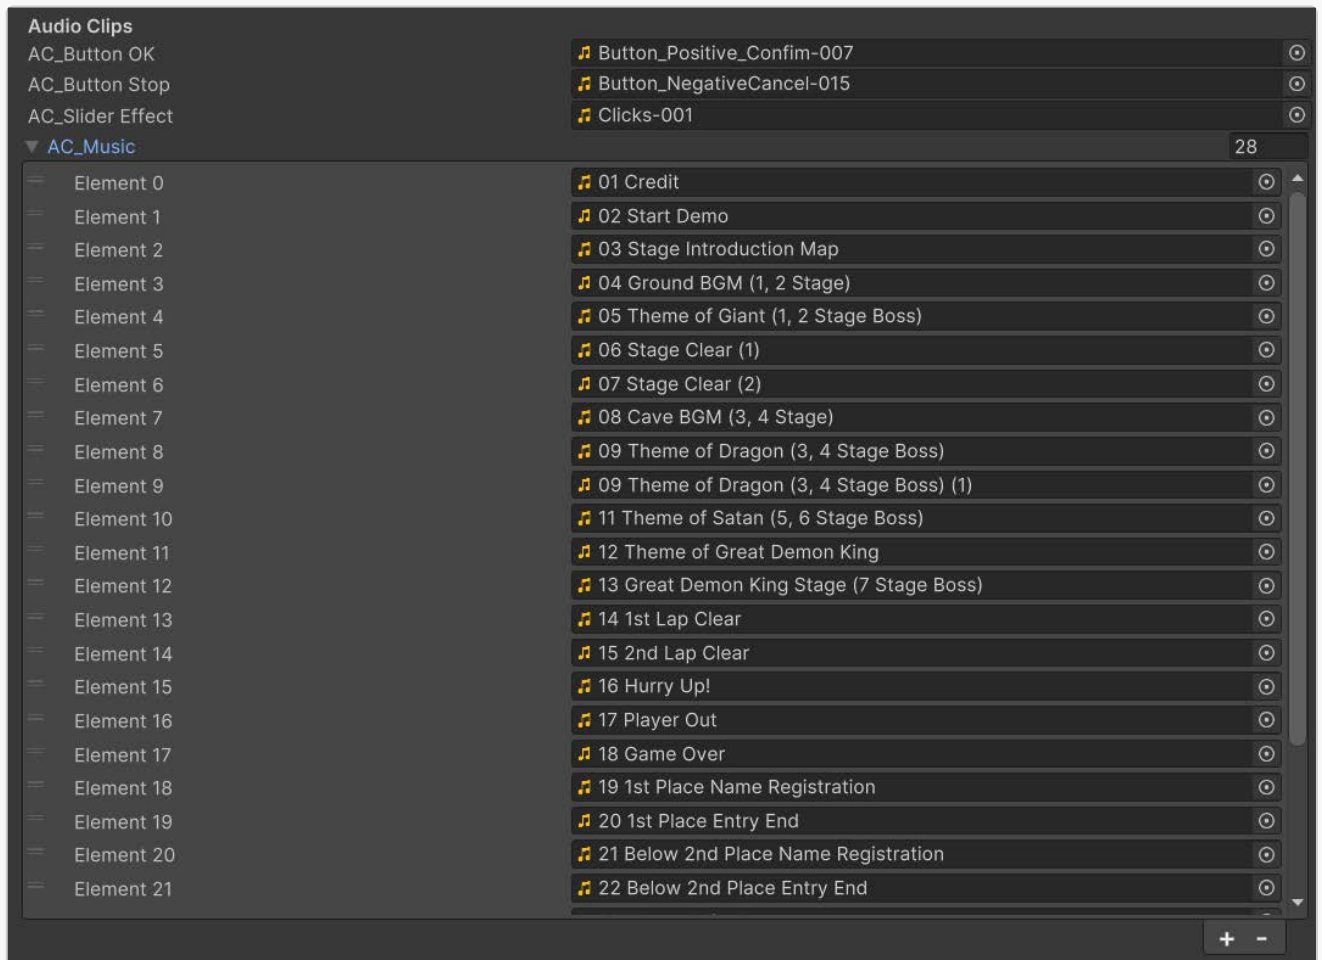 Audio Clips
AC_Button OK Button_Positive_Confim-007
AC_Button Stop Button_NegativeCancel-015
AC_Slider Effect Clicks-001
AC_Music 28
Element 0 01 Credit
Element 1 02 Start Demo
Element 2 03 Stage Introduction Map
Element 3 04 Ground BGM (1, 2 Stage)
Element 4 05 Theme of Giant (1, 2 Stage Boss)
Element 5 06 Stage Clear (1)
Element 6 07 Stage Clear (2)
Element 7 08 Cave BGM (3, 4 Stage)
Element 8 09 Theme of Dragon (3, 4 Stage Boss)
Element 9 09 Theme of Dragon (3, 4 Stage Boss) (1)
Element 10 11 Theme of Satan (5, 6 Stage Boss)
Element 11 12 Theme of Great Demon King
Element 12 13 Great Demon King Stage (7 Stage Boss)
Element 13 14 1st Lap Clear
Element 14 15 2nd Lap Clear
Element 15 16 Hurry Up!
Element 16 17 Player Out
Element 17 18 Game Over
Element 18 19 1st Place Name Registration
Element 19 20 1st Place Entry End
Element 20 21 Below 2nd Place Name Registration
Element 21 22 Below 2nd Place Entry End
+ -